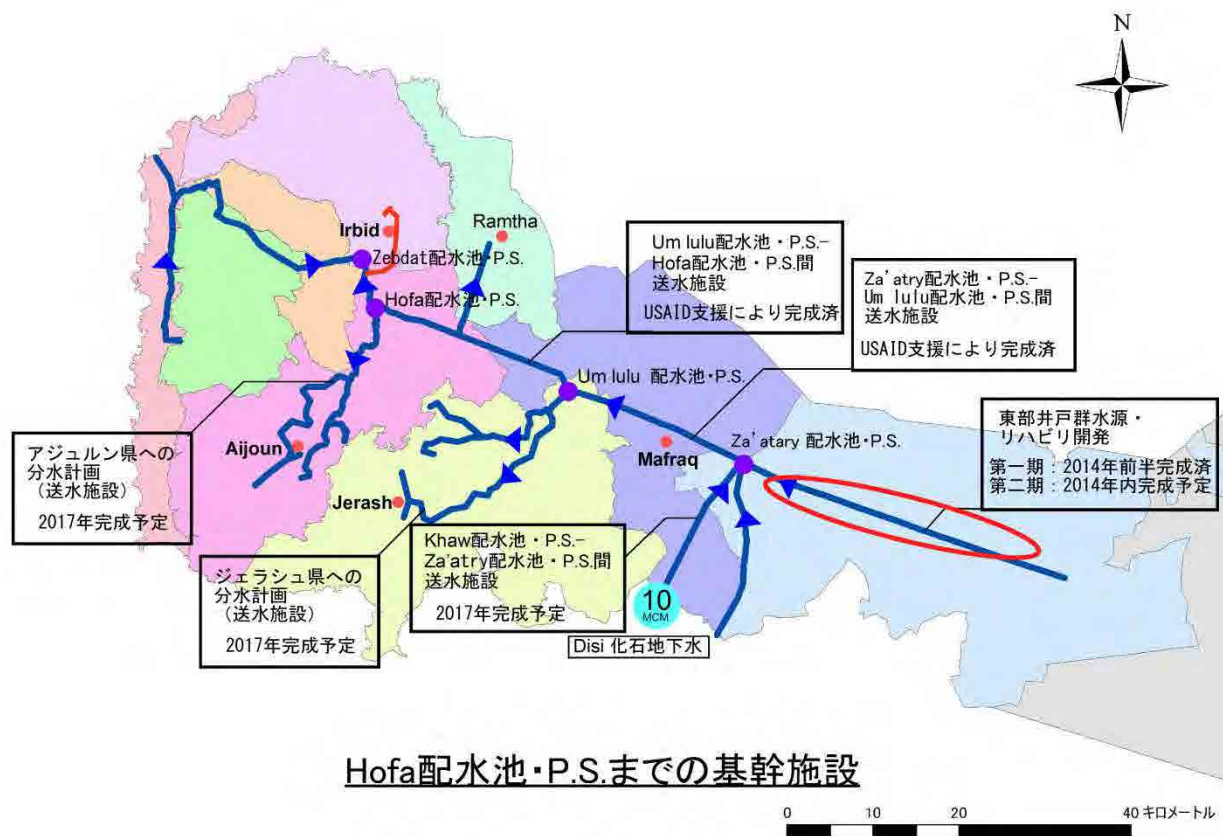 N
Irbid
Ramtha
Zebdat配水池・P.S.
Hofa配水池・P.S.
Um lulu配水池・P.S.−
Hofa配水池・P.S.間
送水施設
USAID支援により完成済
Za'atry配水池・P.S.−
Um lulu配水池・P.S.間
送水施設
USAID支援により完成済
Um lulu 配水池・P.S.
Mafraq
Za'atary 配水池・P.S.
東部井戸群水源・
リハビリ開発
第一期：2014年前半完成済
第二期：2014年内完成予定
アジュルン県への
分水計画
(送水施設)
2017年完成予定
Aijoun
Jerash
ジェラシュ県への
分水計画
(送水施設)
2017年完成予定
Khaw配水池・P.S.−
Za'atry配水池・P.S.間
送水施設
2017年完成予定
10
MCM
Disi 化石地下水
Hofa配水池・P.S.までの基幹施設
0 10 20 40 キロメートル